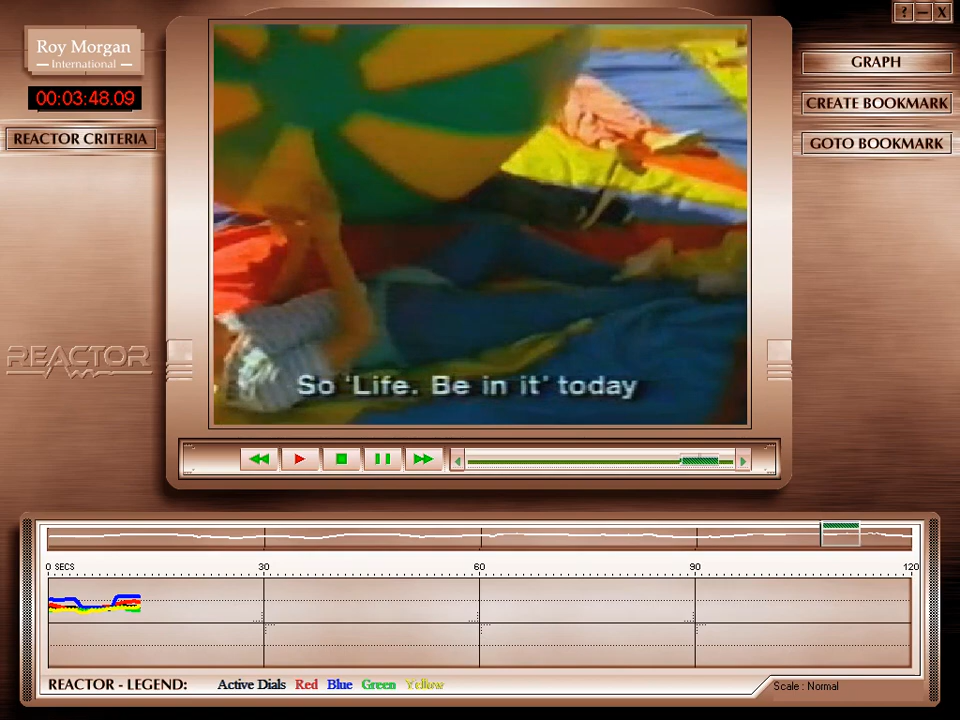 Roy Morgan
International
00:03:48.09
REACTOR CRITERIA
? – X
GRAPH
CREATE BOOKMARK
GOTO BOOKMARK
REACTOR
So 'Life. Be in it' today
0 SECS 30 60 90 120
REACTOR - LEGEND: Active Dials Red Blue Green Yellow
Scale : Normal